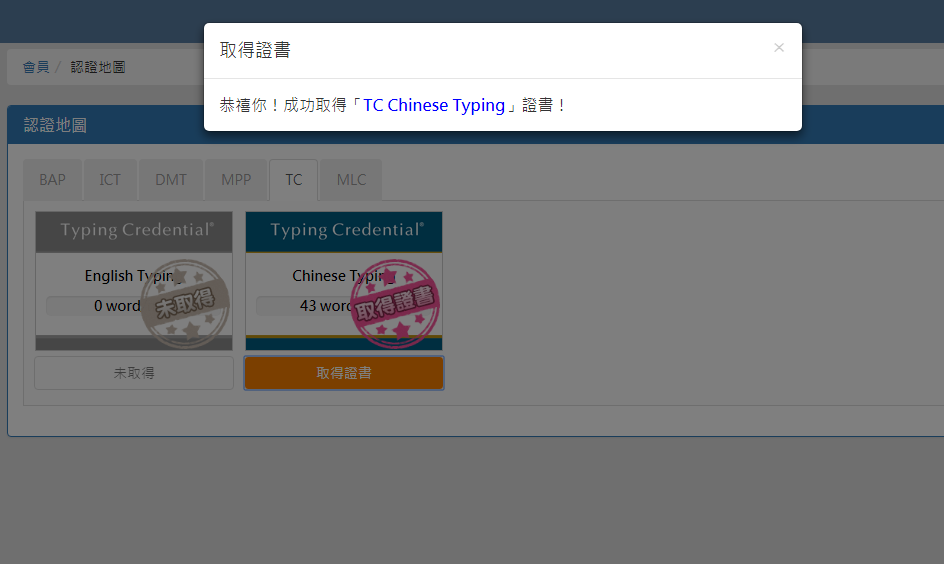 取得證書
×
恭禧你！成功取得「TC Chinese Typing」證書！
會員 / 認證地圖
認證地圖
BAP ICT DMT MPP TC MLC
Typing Credential®
English Typing
0 word
未取得
未取得
Typing Credential®
Chinese Typing
43 word
取得證書
取得證書